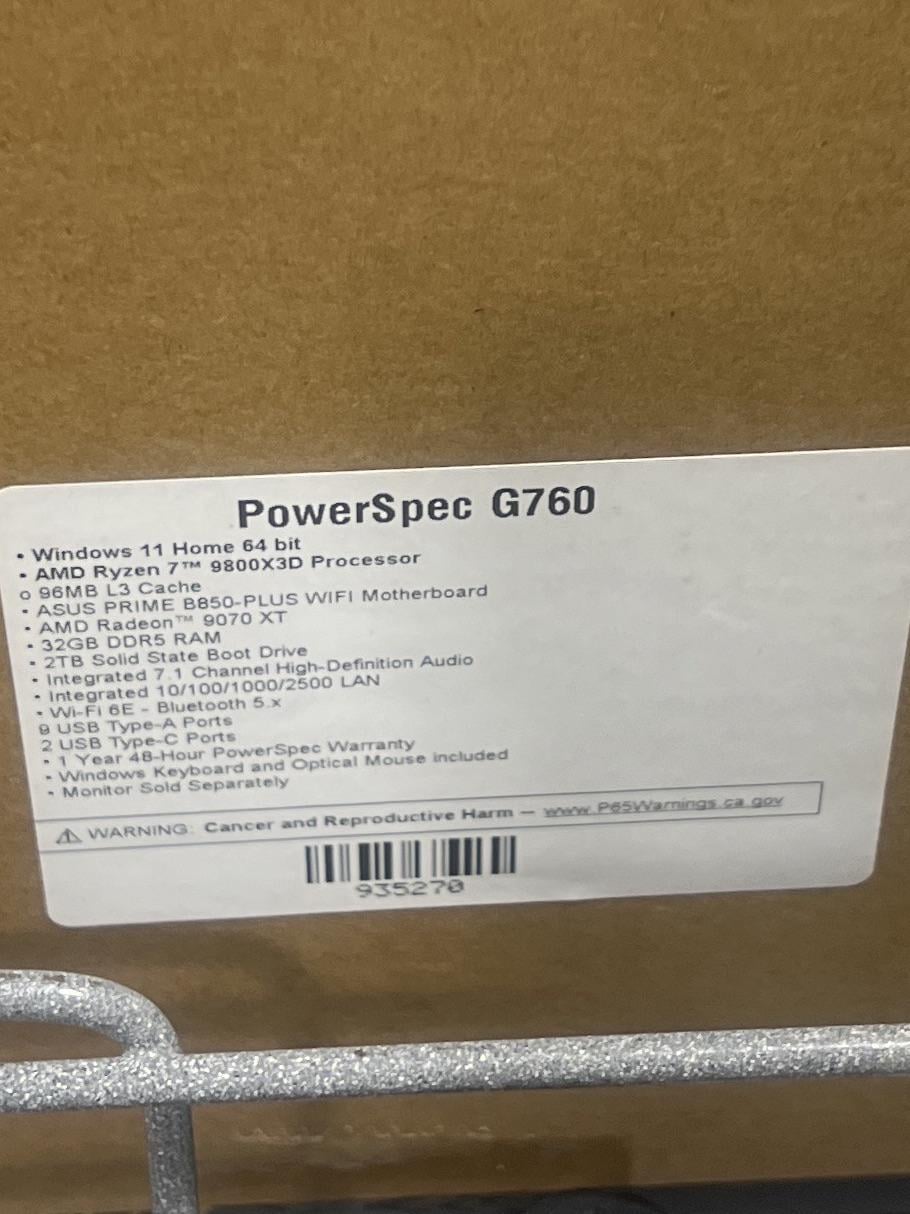 PowerSpec G760
• Windows 11 Home 64 bit
• AMD Ryzen 7™ 9800X3D Processor
o 96MB L3 Cache
• ASUS PRIME B850-PLUS WIFI Motherboard
• AMD Radeon™ 9070 XT
• 32GB DDR5 RAM
• 2TB Solid State Boot Drive
• Integrated 7.1 Channel High-Definition Audio
• Integrated 10/100/1000/2500 LAN
• Wi-Fi 6E - Bluetooth 5.x
9 USB Type-A Ports
2 USB Type-C Ports
• 1 Year 48-Hour PowerSpec Warranty
• Windows Keyboard and Optical Mouse included
• Monitor Sold Separately
⚠ WARNING: Cancer and Reproductive Harm — www.P65Warnings.ca.gov
935270